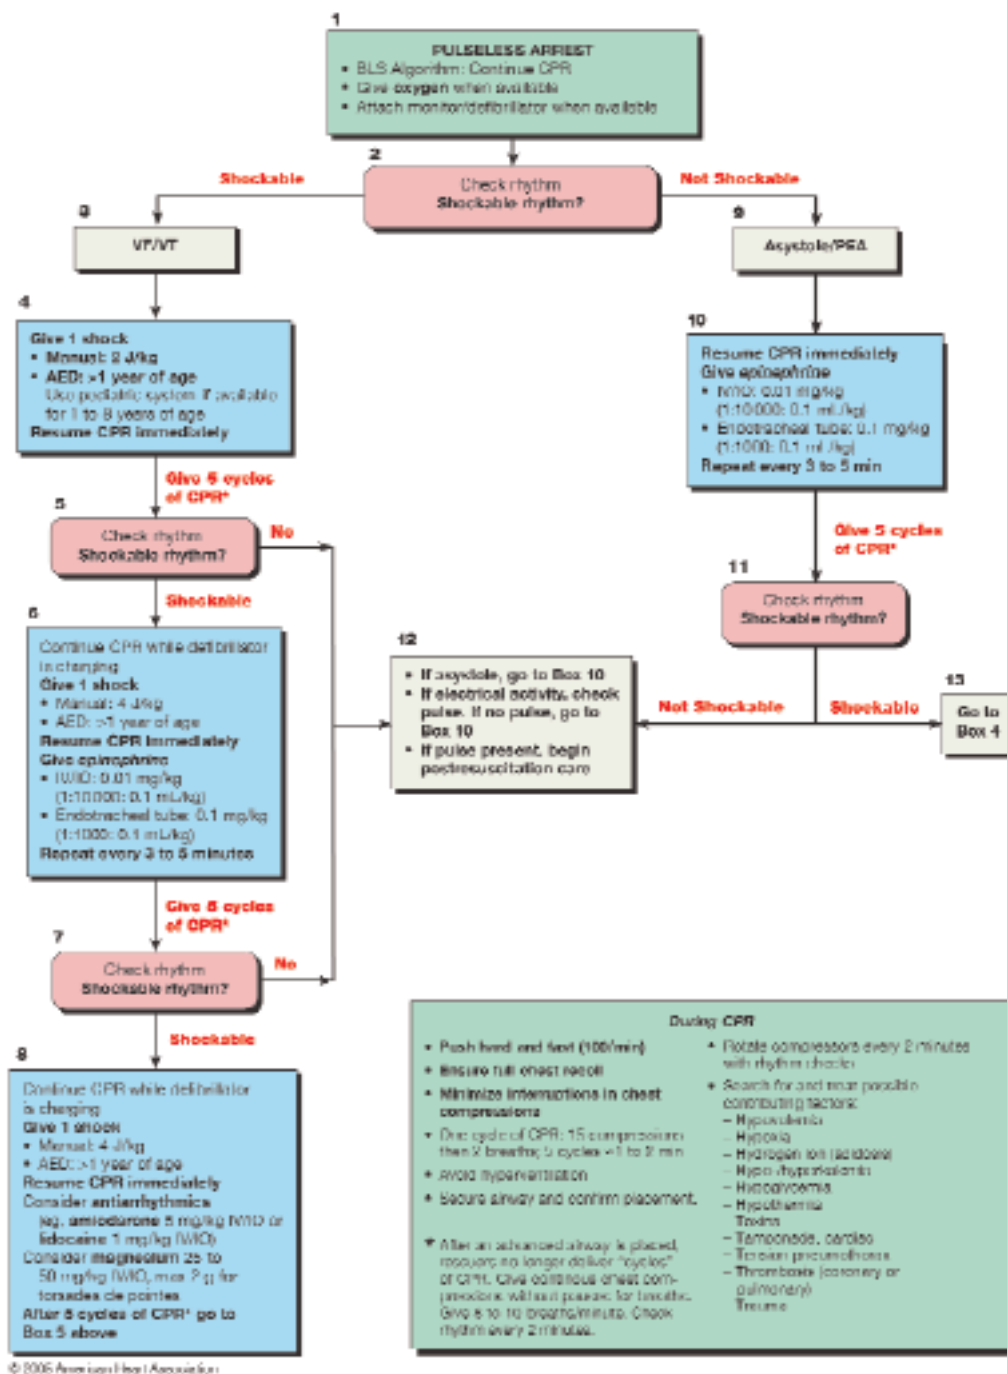 1
PULSELESS ARREST
• BLS Algorithm: Continue CPR
• Give oxygen when available
• Attach monitor/defibrillator when available
2
Shockable
Check rhythm
Shockable rhythm?
Not Shockable
3
VF/VT
9
Asystole/PEA
4
Give 1 shock
• Manual: 2 J/kg
• AED: >1 year of age
Use pediatric system if available
for 1 to 8 years of age
Resume CPR immediately
10
Resume CPR immediately
Give epinephrine
• IV/IO: 0.01 mg/kg
(1:10000: 0.1 mL/kg)
• Endotracheal tube: 0.1 mg/kg
(1:1000: 0.1 mL/kg)
Repeat every 3 to 5 min
Give 5 cycles
of CPR*
5
Check rhythm
Shockable rhythm?
No
Give 5 cycles
of CPR*
11
Check rhythm
Shockable rhythm?
Shockable
6
Continue CPR while defibrillator
is charging
Give 1 shock
• Manual: 4 J/kg
• AED: >1 year of age
Resume CPR immediately
Give epinephrine
• IV/IO: 0.01 mg/kg
(1:10000: 0.1 mL/kg)
• Endotracheal tube: 0.1 mg/kg
(1:1000: 0.1 mL/kg)
Repeat every 3 to 5 minutes
12
• If asystole, go to Box 10
• If electrical activity, check
pulse. If no pulse, go to
Box 10
• If pulse present, begin
postresuscitation care
Not Shockable
Shockable
13
Go to
Box 4
Give 5 cycles
of CPR*
7
Check rhythm
Shockable rhythm?
No
Shockable
8
Continue CPR while defibrillator
is charging
Give 1 shock
• Manual: 4 J/kg
• AED: >1 year of age
Resume CPR immediately
Consider antiarrhythmics
(eg, amiodarone 5 mg/kg IV/IO or
lidocaine 1 mg/kg IV/IO)
Consider magnesium 25 to
50 mg/kg IV/IO, max 2 g for
torsades de pointes
After 5 cycles of CPR* go to
Box 5 above
During CPR
• Push hard and fast (100/min)
• Ensure full chest recoil
• Minimize interruptions in chest
compressions
• One cycle of CPR: 15 compressions
then 2 breaths; 5 cycles ≈1 to 2 min
• Avoid hyperventilation
• Secure airway and confirm placement.
* After an advanced airway is placed,
rescuers no longer deliver "cycles"
of CPR. Give continuous chest com-
pressions without pauses for breaths.
Give 8 to 10 breaths/minute. Check
rhythm every 2 minutes.
• Rotate compressors every 2 minutes
with rhythm checks
• Search for and treat possible
contributing factors:
– Hypovolemia
– Hypoxia
– Hydrogen ion (acidosis)
– Hypo-/hyperkalemia
– Hypoglycemia
– Hypothermia
– Toxins
– Tamponade, cardiac
– Tension pneumothorax
– Thrombosis (coronary or
pulmonary)
– Trauma
© 2005 American Heart Association